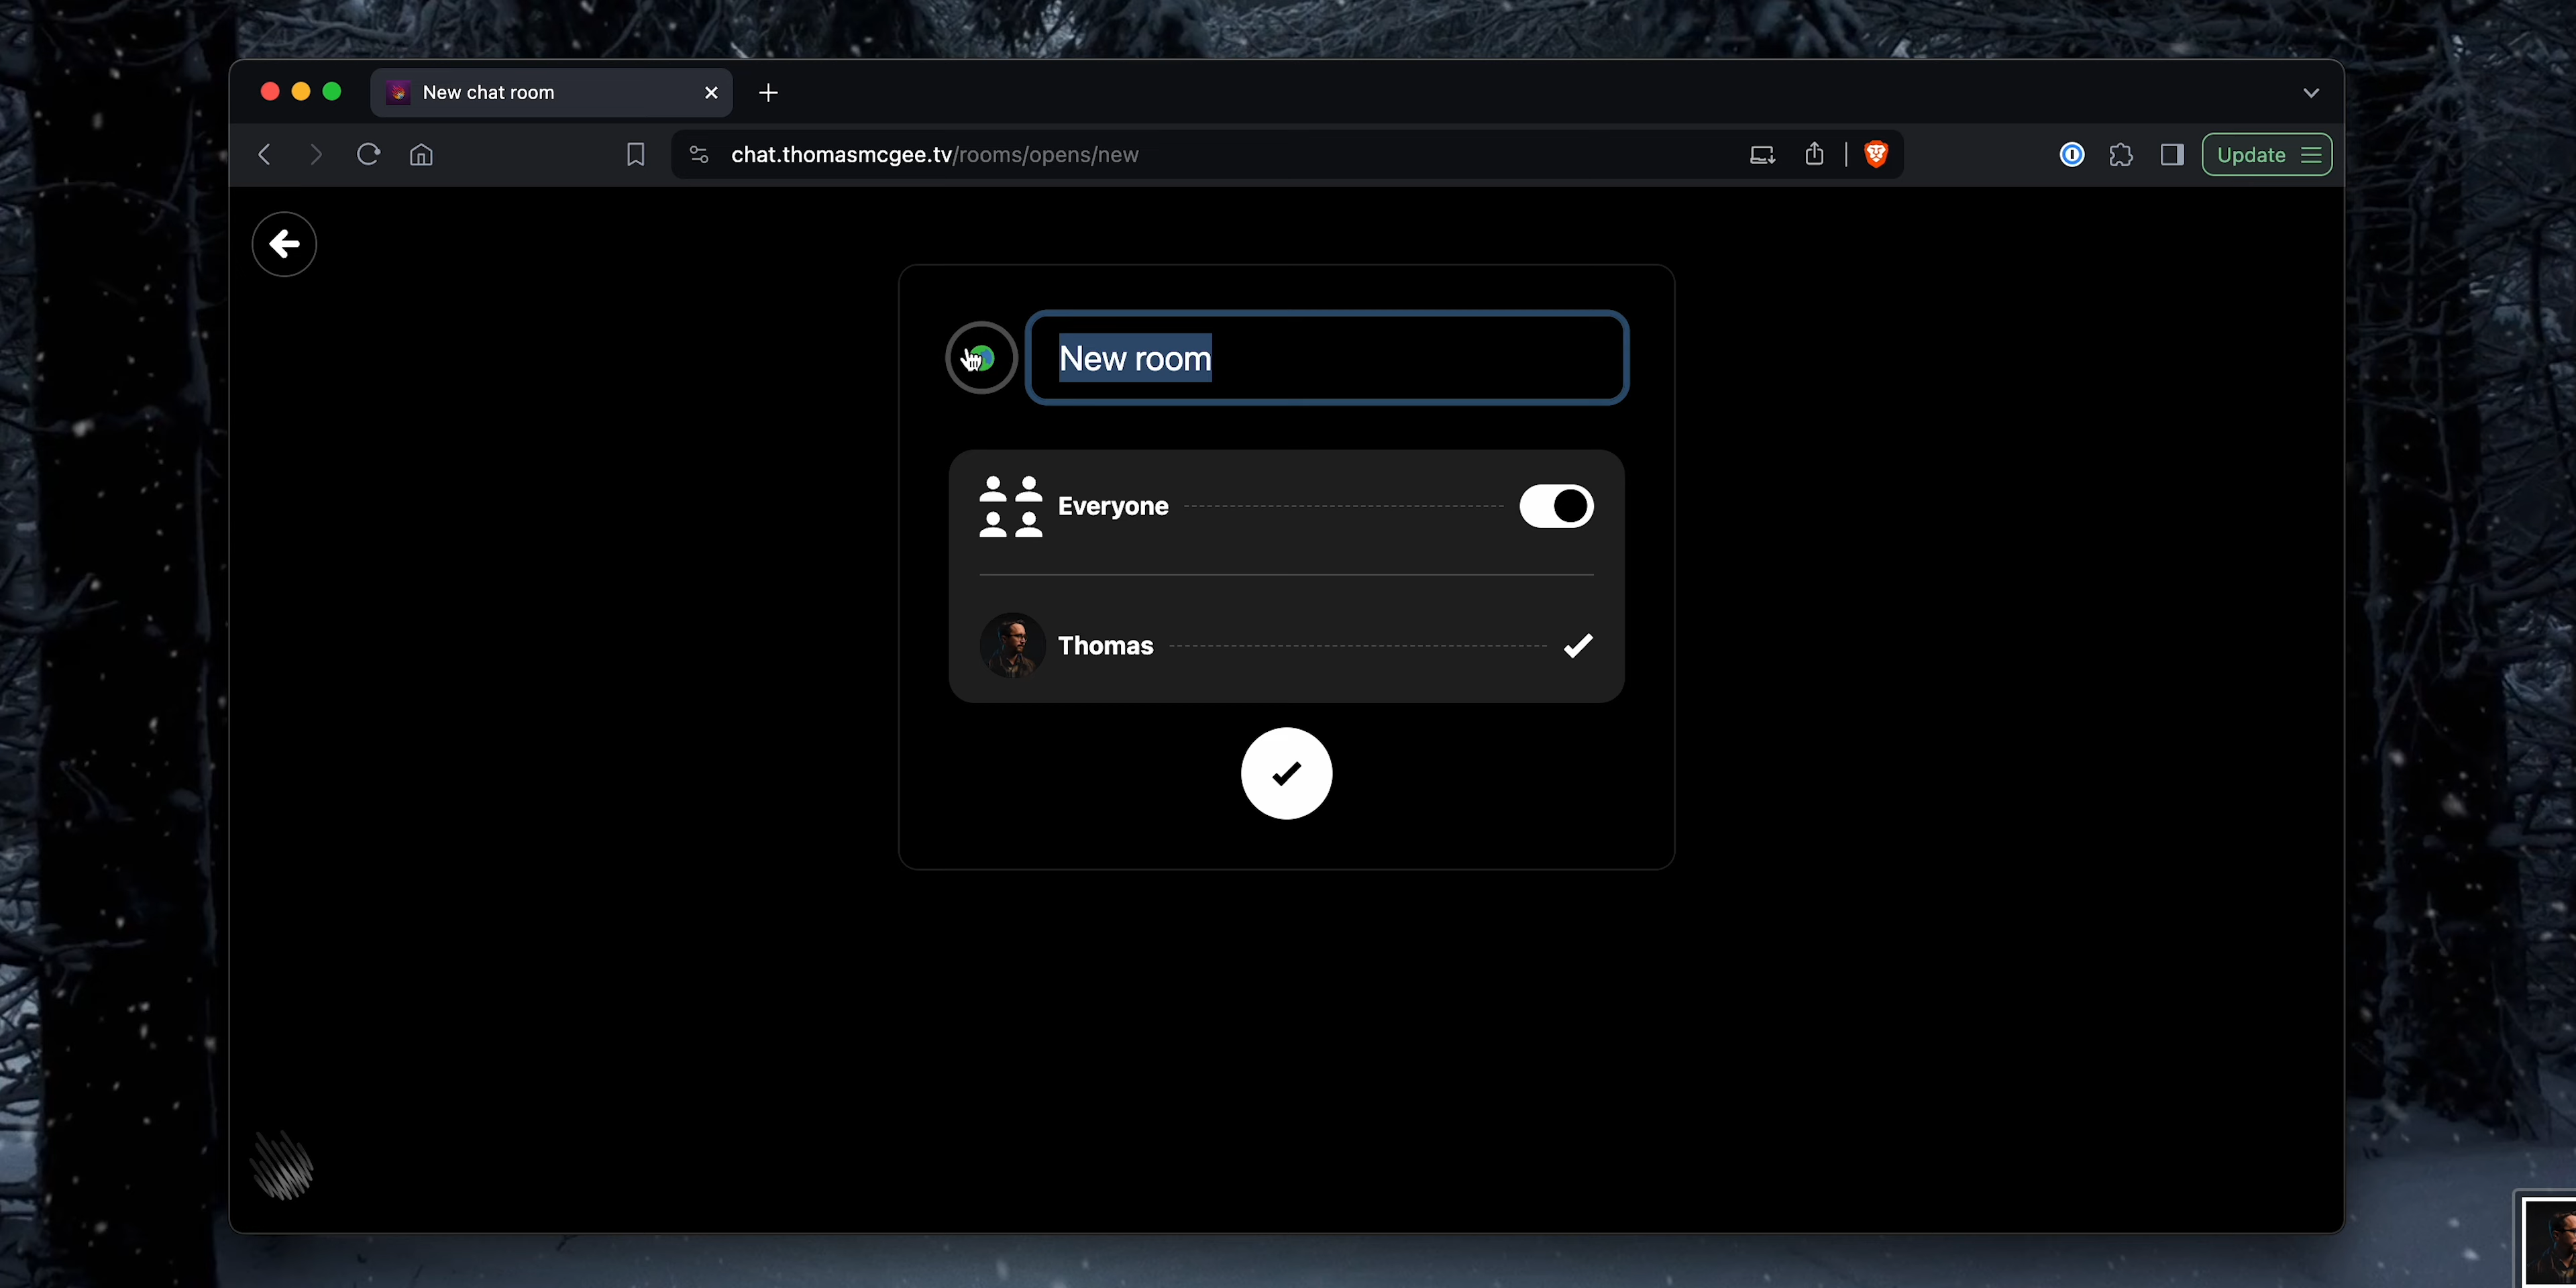 New chat room
chat.thomasmcgee.tv/rooms/opens/new
Update
New room
Everyone
Thomas